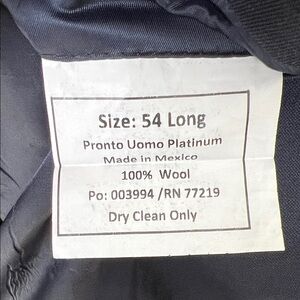 Size: 54 Long
Pronto Uomo Platinum
Made in Mexico
100% Wool
Po: 003994 /RN 77219
Dry Clean Only